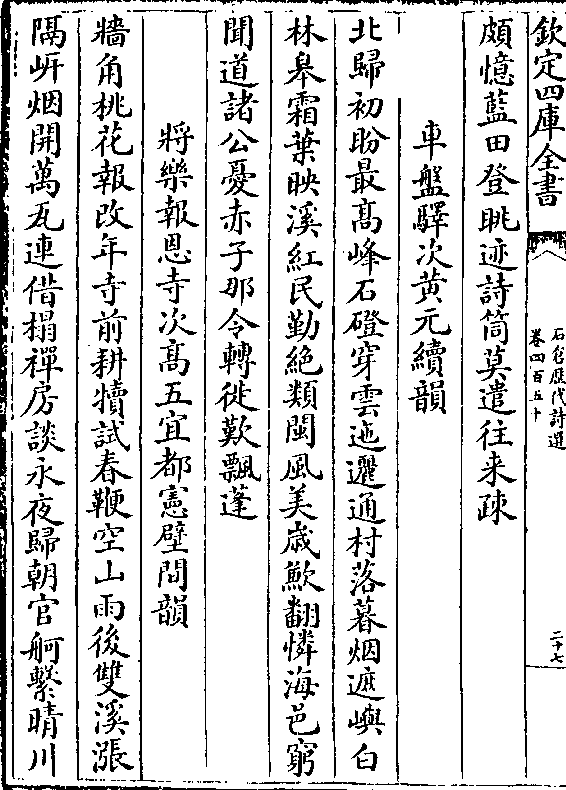 欽定四庫全書
石倉歷代詩選
卷四百五十
二十七
頗憶藍田登眺迹詩筒莫遣往来疎
車盤驛次黄元續韻
北歸初盼最髙峰石磴穿雲迤邐通村落暮烟遮嶼白
林皋霜葉映溪紅民勤絶類閩風美歳歉翻憐海邑窮
聞道諸公憂赤子那令轉徙歎飄蓬
將樂報恩寺次髙五宜都憲壁間韻
牆角桃花報改年寺前耕犢試春鞭空山雨後雙溪漲
隔岍烟開萬瓦連借榻禪房談永夜歸朝官舸繫晴川